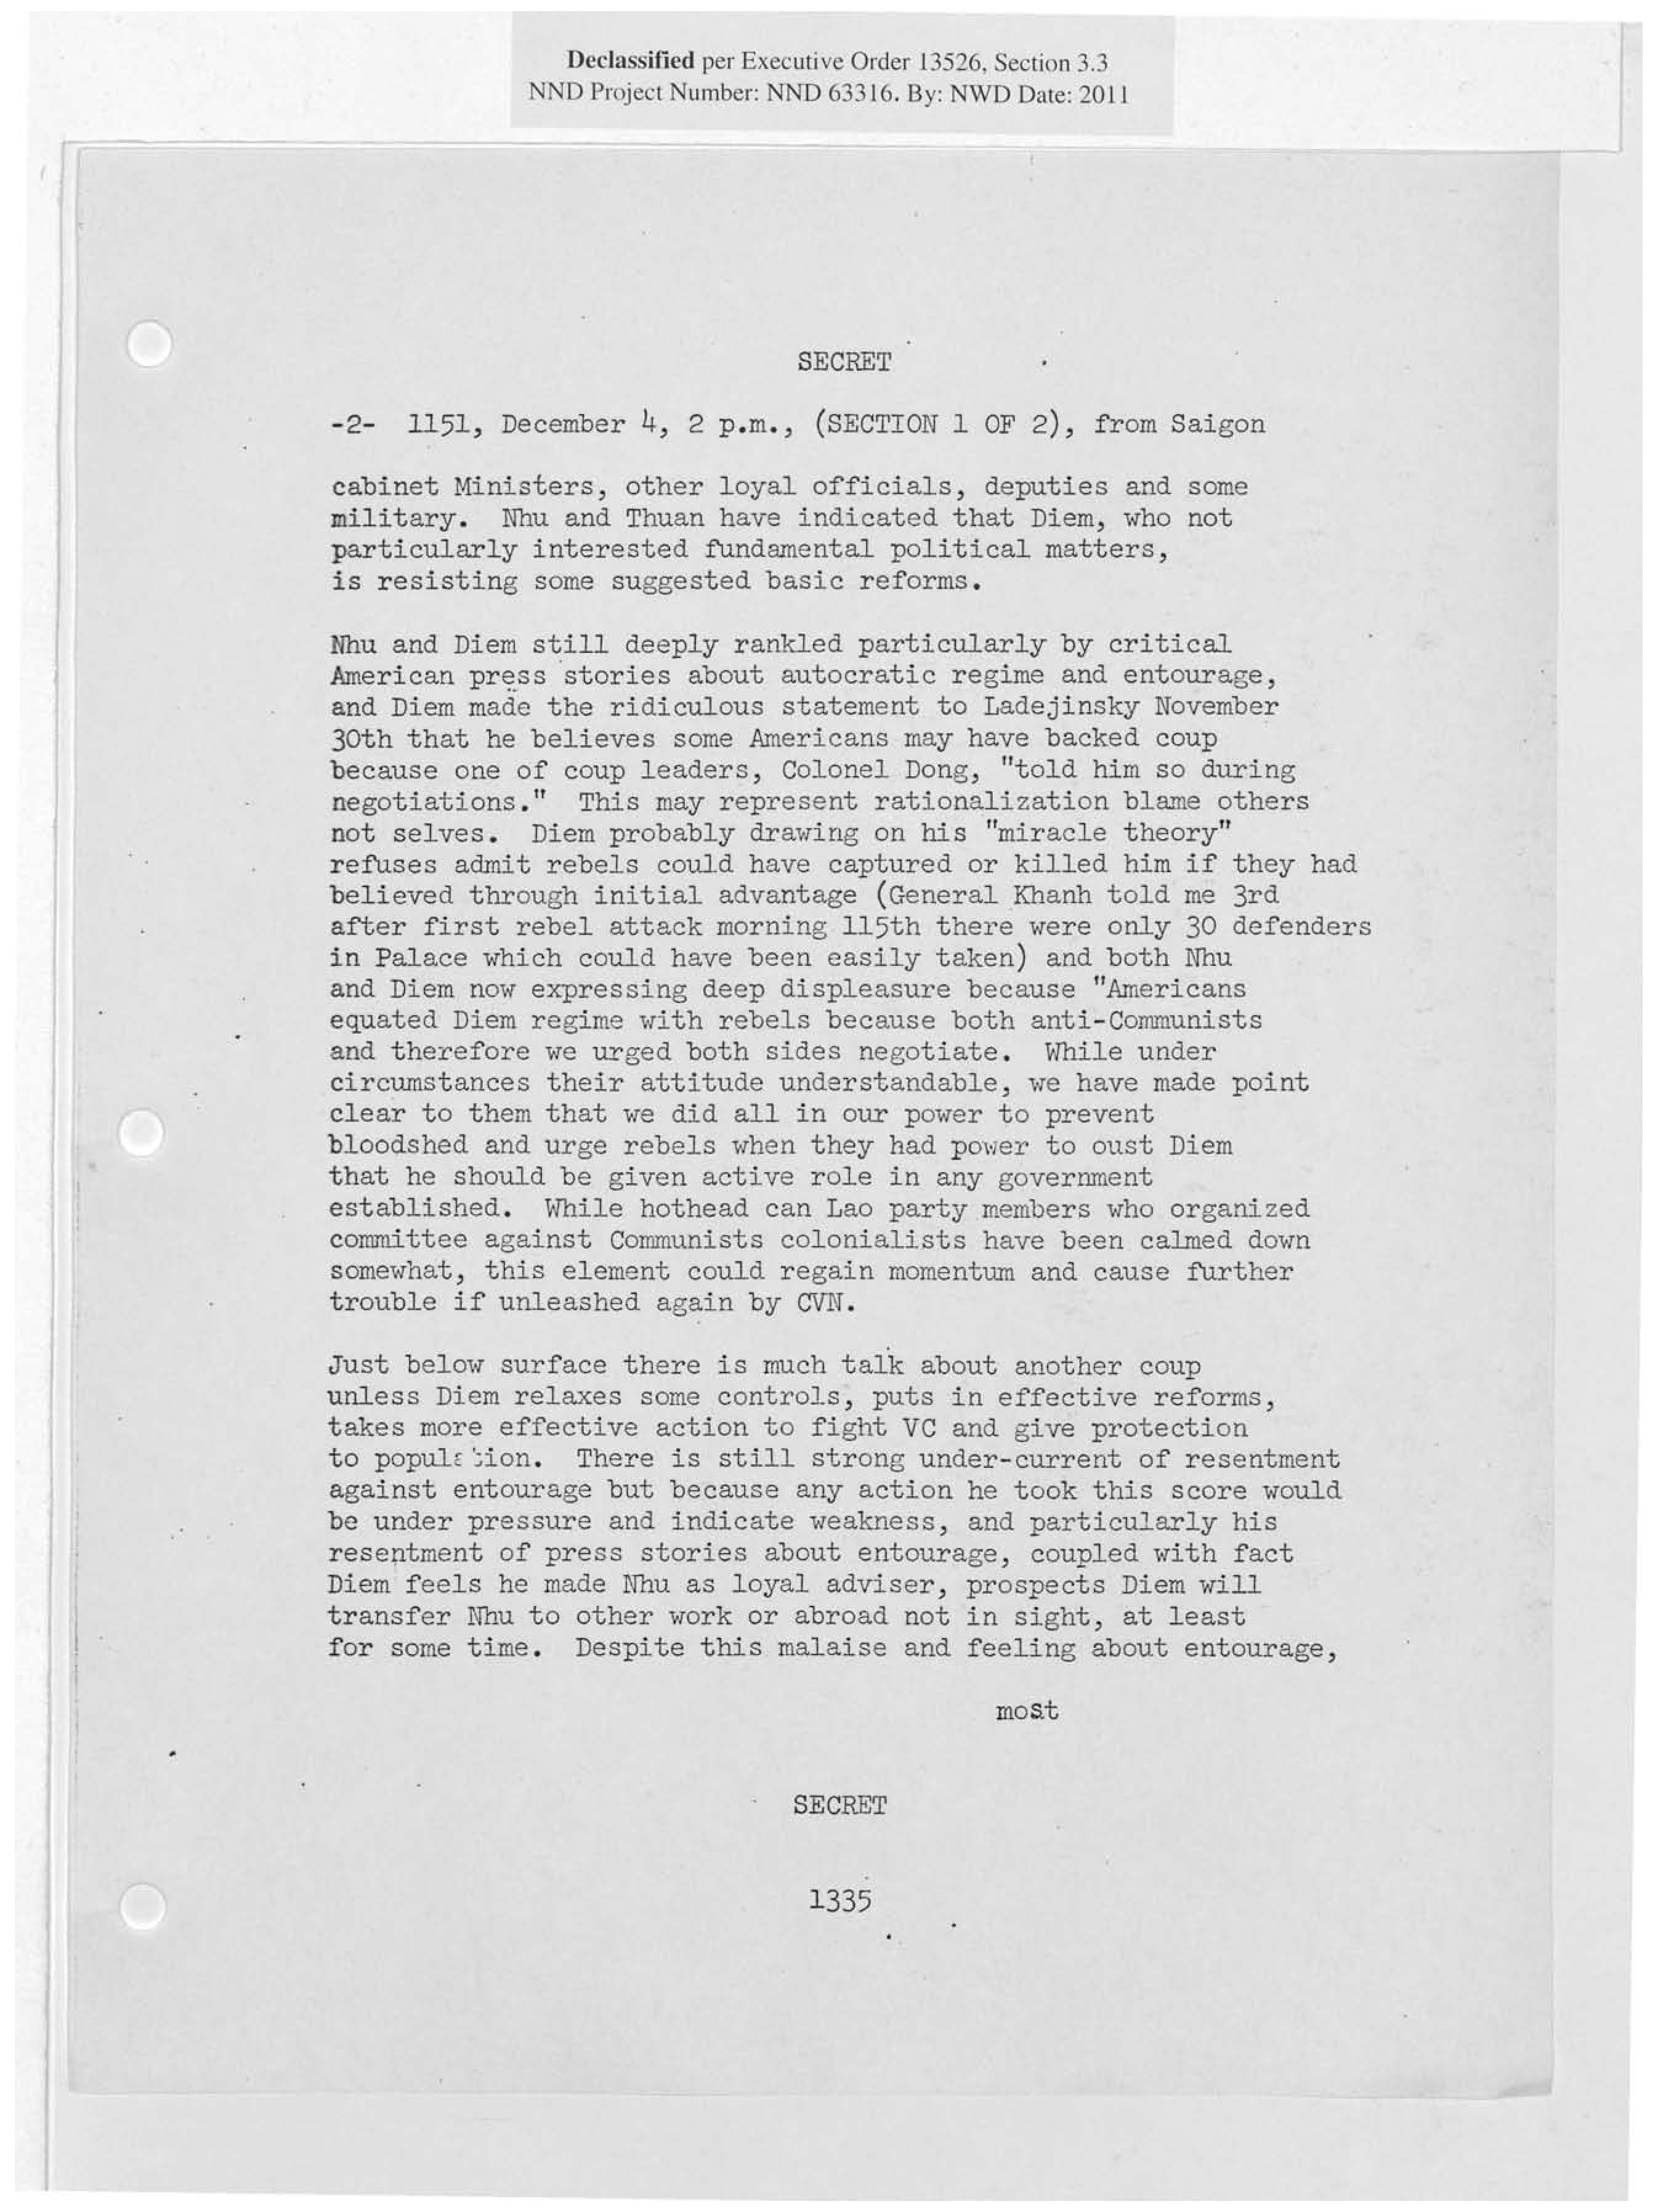 Declassified per Executive Order 13526, Section 3.3
NND Project Number: NND 63316. By: NWD Date: 2011
SECRET
-2- 1151, December 4, 2 p.m., (SECTION 1 OF 2), from Saigon
cabinet Ministers, other loyal officials, deputies and some
military. Nhu and Thuan have indicated that Diem, who not
particularly interested fundamental political matters,
is resisting some suggested basic reforms.
Nhu and Diem still deeply rankled particularly by critical
American press stories about autocratic regime and entourage,
and Diem made the ridiculous statement to Ladejinsky November
30th that he believes some Americans may have backed coup
because one of coup leaders, Colonel Dong, "told him so during
negotiations." This may represent rationalization blame others
not selves. Diem probably drawing on his "miracle theory"
refuses admit rebels could have captured or killed him if they had
believed through initial advantage (General Khanh told me 3rd
after first rebel attack morning 115th there were only 30 defenders
in Palace which could have been easily taken) and both Nhu
and Diem now expressing deep displeasure because "Americans
equated Diem regime with rebels because both anti-Communists
and therefore we urged both sides negotiate. While under
circumstances their attitude understandable, we have made point
clear to them that we did all in our power to prevent
bloodshed and urge rebels when they had power to oust Diem
that he should be given active role in any government
established. While hothead can Lao party members who organized
committee against Communists colonialists have been calmed down
somewhat, this element could regain momentum and cause further
trouble if unleashed again by CVN.
Just below surface there is much talk about another coup
unless Diem relaxes some controls, puts in effective reforms,
takes more effective action to fight VC and give protection
to population. There is still strong under-current of resentment
against entourage but because any action he took this score would
be under pressure and indicate weakness, and particularly his
resentment of press stories about entourage, coupled with fact
Diem feels he made Nhu as loyal adviser, prospects Diem will
transfer Nhu to other work or abroad not in sight, at least
for some time. Despite this malaise and feeling about entourage,
most
SECRET
1335